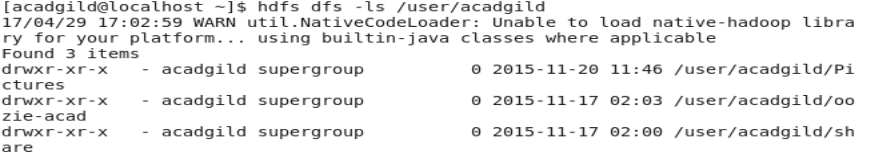 [acadgild@localhost ~]$ hdfs dfs -ls /user/acadgild
17/04/29 17:02:59 WARN util.NativeCodeLoader: Unable to load native-hadoop libra
ry for your platform... using builtin-java classes where applicable
Found 3 items
drwxr-xr-x   - acadgild supergroup          0 2015-11-20 11:46 /user/acadgild/Pi
ctures
drwxr-xr-x   - acadgild supergroup          0 2015-11-17 02:03 /user/acadgild/oo
zie-acad
drwxr-xr-x   - acadgild supergroup          0 2015-11-17 02:00 /user/acadgild/sh
are